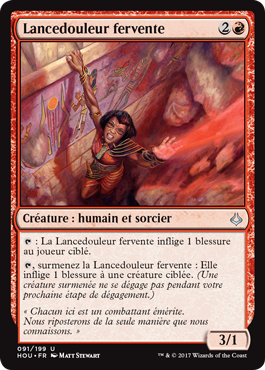 Lancedouleur fervente 2
Créature : humain et sorcier
: La Lancedouleur fervente inflige 1 blessure
au joueur ciblé.
, surmenez la Lancedouleur fervente : Elle
inflige 1 blessure à une créature ciblée. (Une
créature surmenée ne se dégage pas pendant votre
prochaine étape de dégagement.)
« Chacun ici est un combattant émérite.
Nous riposterons de la seule manière que nous
connaissons. »
3/1
091/199 U
HOU • FR Matt Stewart
™ & © 2017 Wizards of the Coast